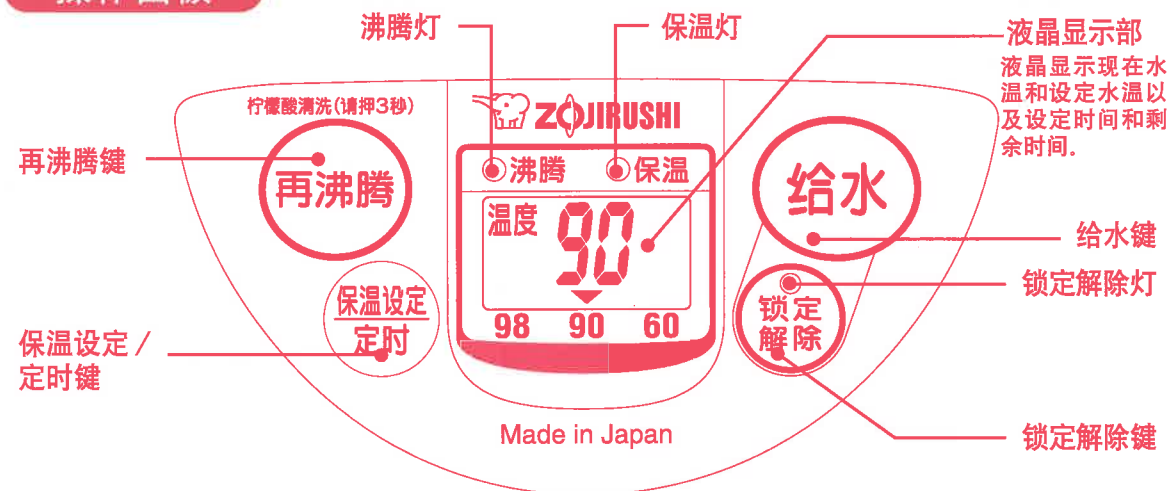 沸腾灯
保温灯
液晶显示部
液晶显示现在水
温和设定水温以
及设定时间和剩
余时间.
柠檬酸清洗(请押3秒)
ZOJIRUSHI
再沸腾键
再沸腾
沸腾
保温
给水
温度
90
给水键
保温设定
定时
98 90 60
锁定
解除
锁定解除灯
保温设定/
定时键
Made in Japan
锁定解除键